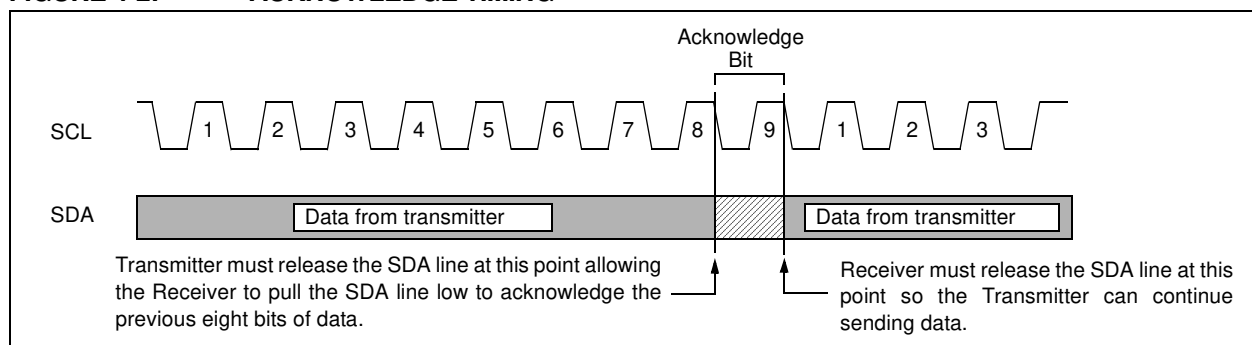 Acknowledge
Bit
SCL 1 2 3 4 5 6 7 8 9 1 2 3
SDA Data from transmitter Data from transmitter
Transmitter must release the SDA line at this point allowing
the Receiver to pull the SDA line low to acknowledge the
previous eight bits of data.
Receiver must release the SDA line at this
point so the Transmitter can continue
sending data.